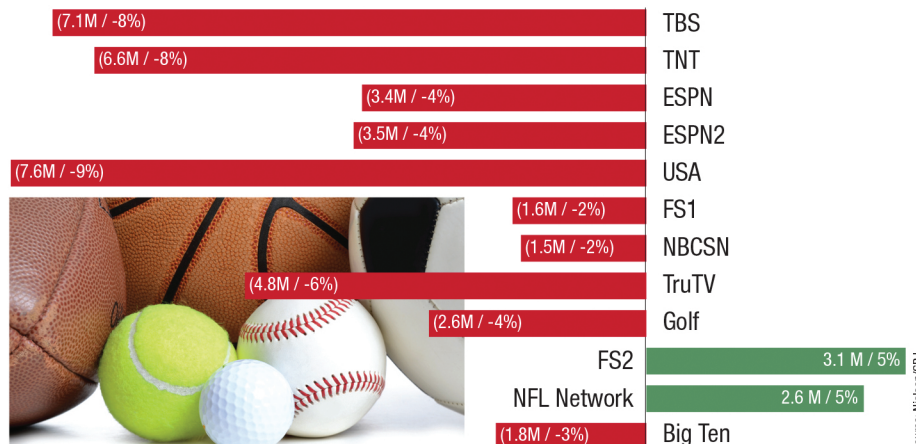 (7.1M / -8%) TBS
(6.6M / -8%) TNT
(3.4M / -4%) ESPN
(3.5M / -4%) ESPN2
(7.6M / -9%) USA
(1.6M / -2%) FS1
(1.5M / -2%) NBCSN
(4.8M / -6%) TruTV
(2.6M / -4%) Golf
FS2 3.1 M / 5%
NFL Network 2.6 M / 5%
(1.8M / -3%) Big Ten